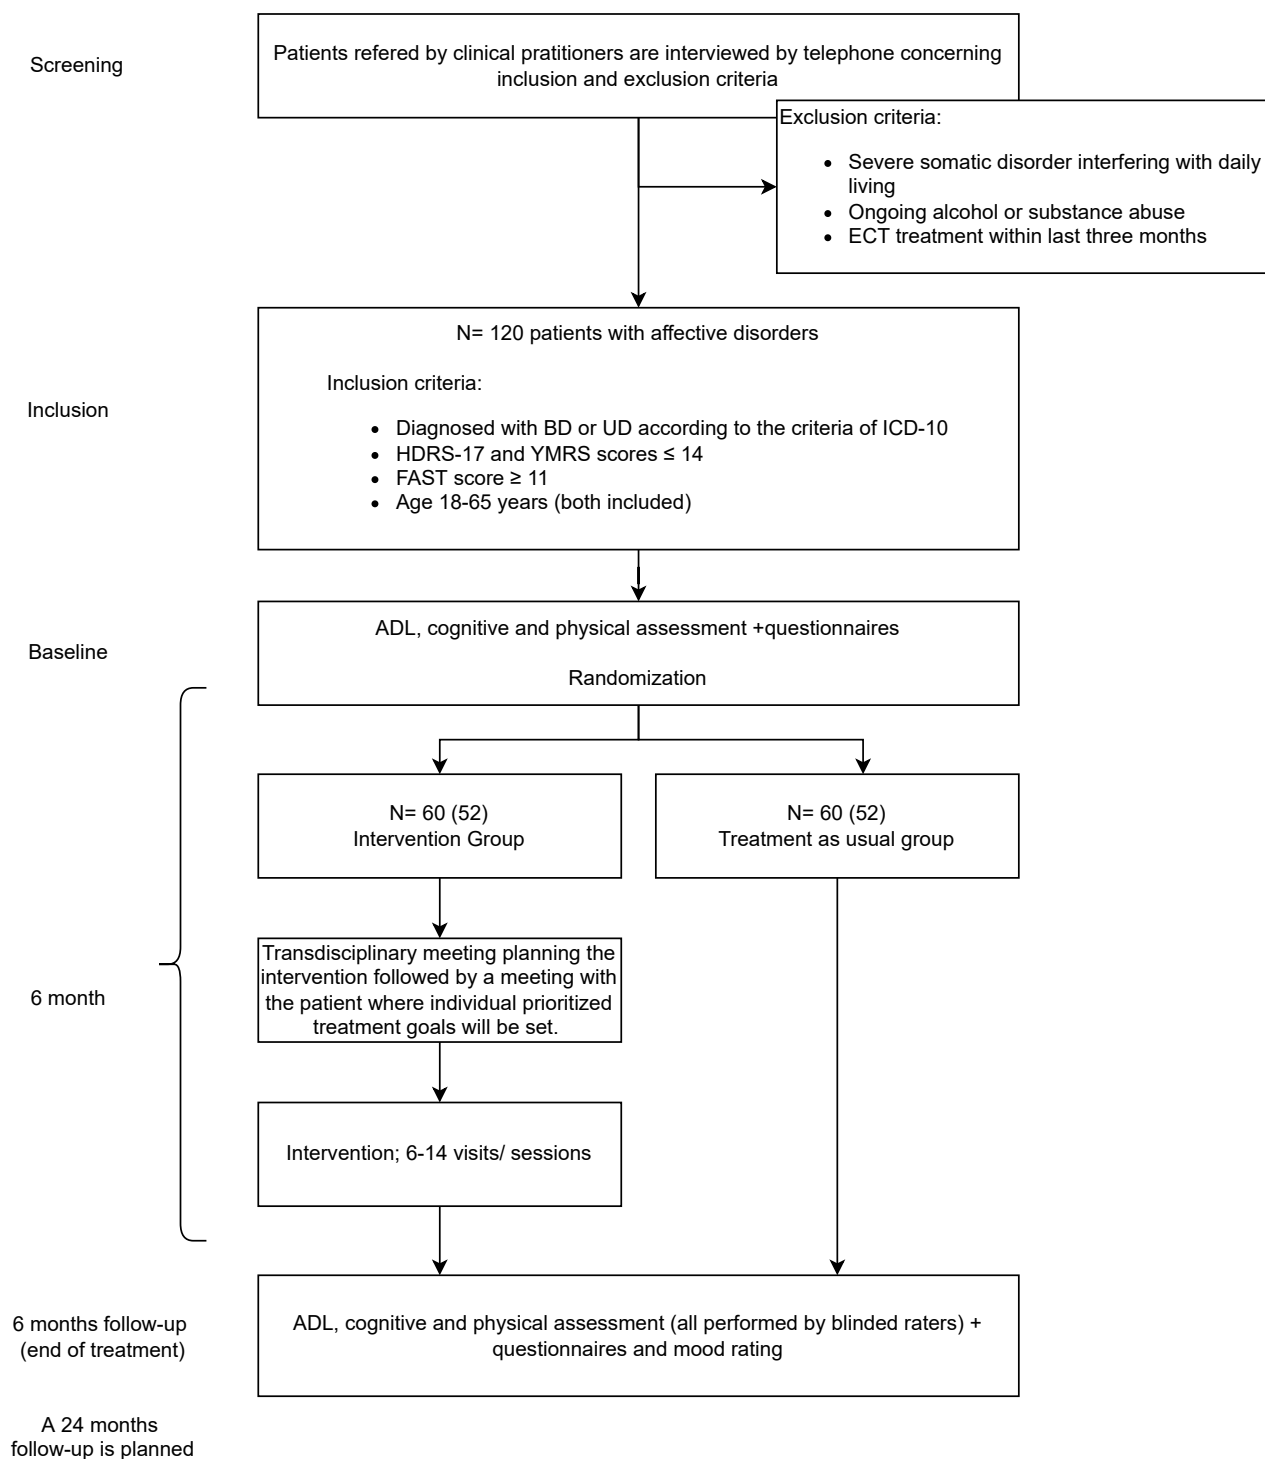 Screening
Patients refered by clinical pratitioners are interviewed by telephone concerning
inclusion and exclusion criteria
Exclusion criteria:
• Severe somatic disorder interfering with daily
living
• Ongoing alcohol or substance abuse
• ECT treatment within last three months
Inclusion
N= 120 patients with affective disorders
Inclusion criteria:
• Diagnosed with BD or UD according to the criteria of ICD-10
• HDRS-17 and YMRS scores ≤ 14
• FAST score ≥ 11
• Age 18-65 years (both included)
Baseline
ADL, cognitive and physical assessment +questionnaires
Randomization
6 month
N= 60 (52)
Intervention Group
N= 60 (52)
Treatment as usual group
Transdisciplinary meeting planning the
intervention followed by a meeting with
the patient where individual prioritized
treatment goals will be set.
Intervention; 6-14 visits/ sessions
6 months follow-up
(end of treatment)
ADL, cognitive and physical assessment (all performed by blinded raters) +
questionnaires and mood rating
A 24 months
follow-up is planned